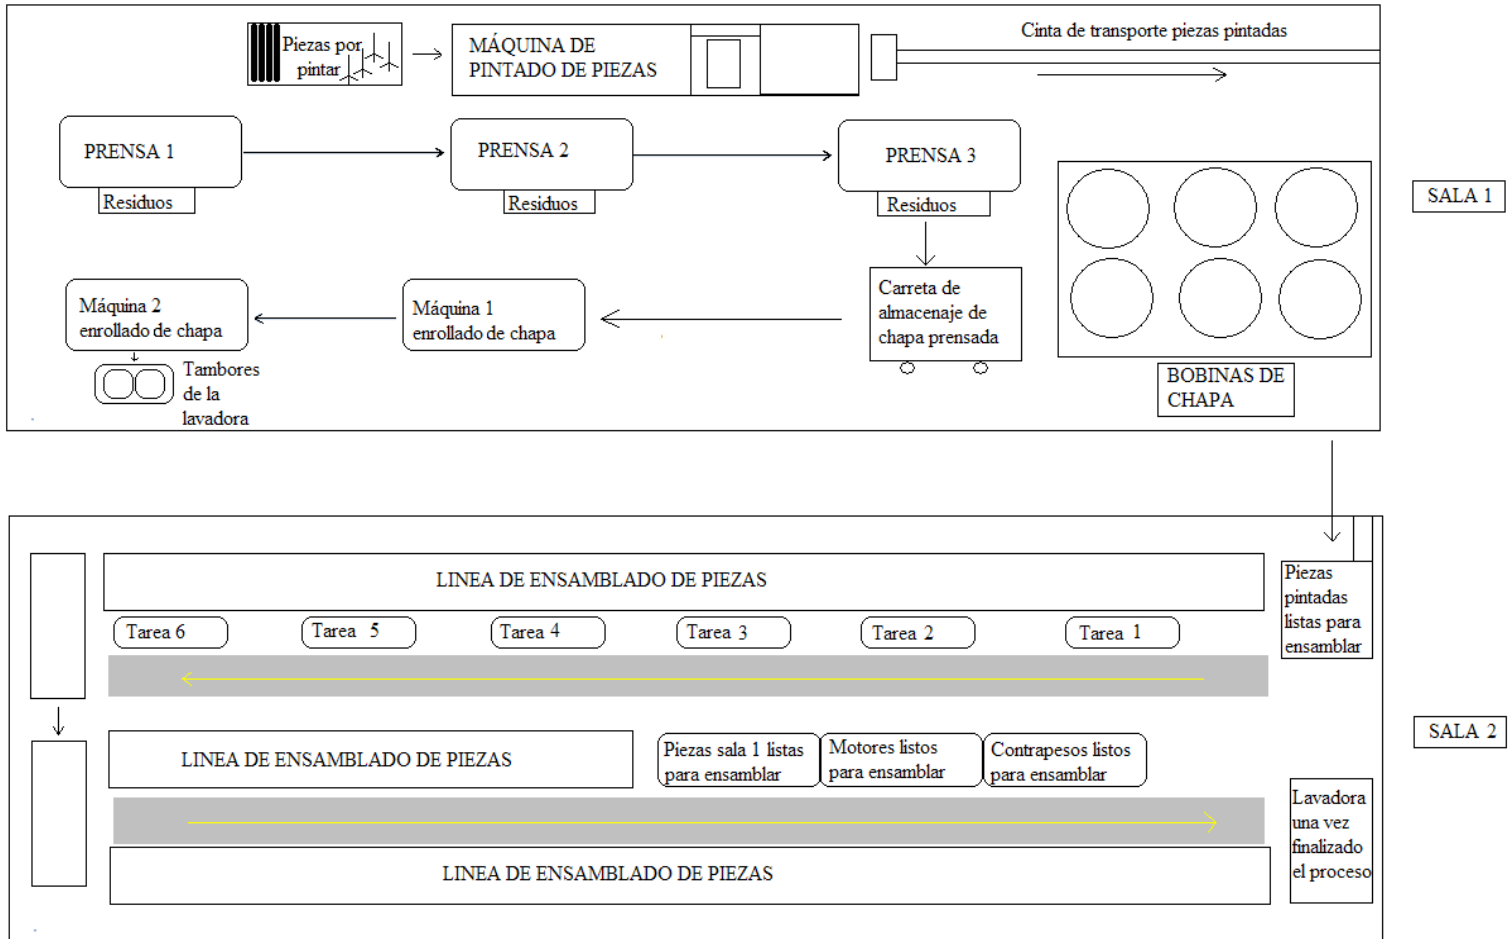 Piezas por
pintar
MÁQUINA DE
PINTADO DE PIEZAS
Cinta de transporte piezas pintadas
PRENSA 1
Residuos
PRENSA 2
Residuos
PRENSA 3
Residuos
SALA 1
Máquina 2
enrollado de chapa
Máquina 1
enrollado de chapa
Carreta de
almacenaje de
chapa prensada
Tambores
de la
lavadora
BOBINAS DE
CHAPA
LINEA DE ENSAMBLADO DE PIEZAS
Piezas
pintadas
listas para
ensamblar
Tarea 6
Tarea 5
Tarea 4
Tarea 3
Tarea 2
Tarea 1
SALA 2
LINEA DE ENSAMBLADO DE PIEZAS
Piezas sala 1 listas
para ensamblar
Motores listos
para ensamblar
Contrapesos listos
para ensamblar
Lavadora
una vez
finalizado
el proceso
LINEA DE ENSAMBLADO DE PIEZAS